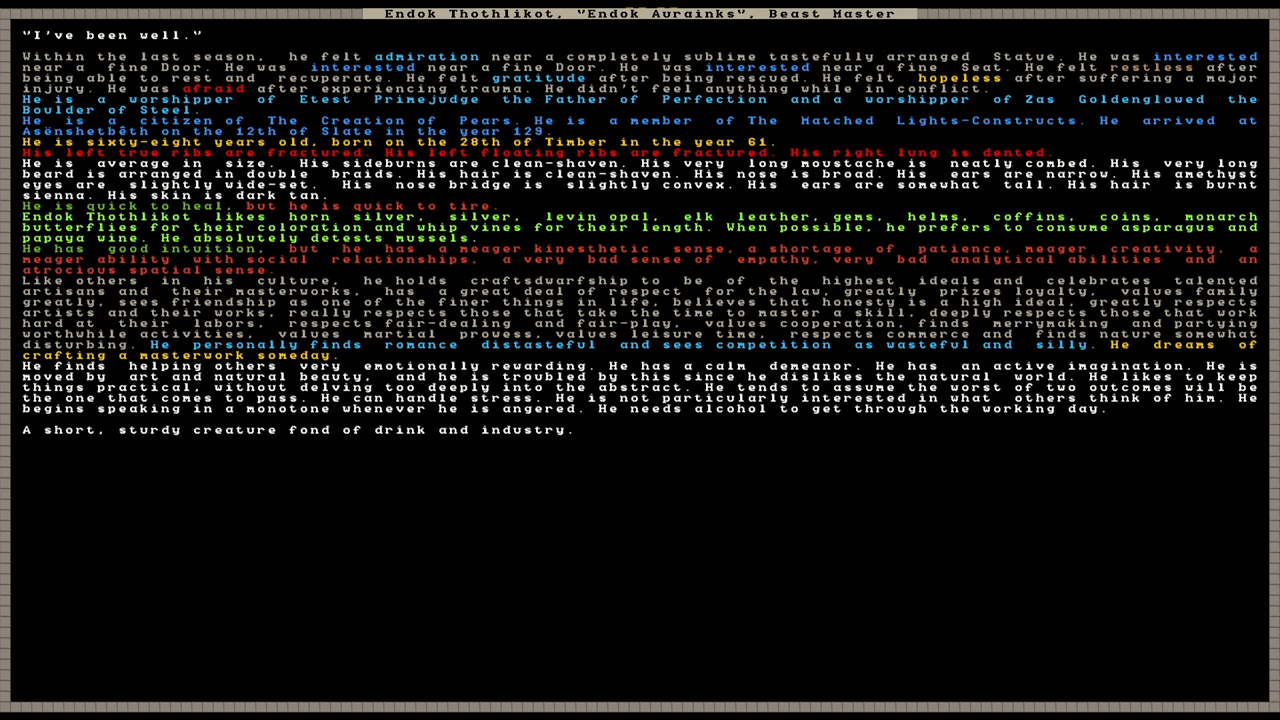 Endok Thothlikot, "Endok Aurainks", Beast Master
"I've been well."
Within the last season, he felt admiration near a completely sublime tastefully arranged Statue. He was interested
near a fine Door. He was interested near a fine Door. He was interested near a fine Seat. He felt restless after
being able to rest and recuperate. He felt gratitude after being rescued. He felt hopeless after suffering a major
injury. He was afraid after experiencing trauma. He didn't feel anything while in conflict.
He is a worshipper of Etest Primejudge the Father of Perfection and a worshipper of Zas Goldenglowed the
Boulder of Steel.
He is a citizen of The Creation of Pears. He is a member of The Matched Lights-Constructs. He arrived at
Asënshetbêth on the 12th of Slate in the year 129.
He is sixty-eight years old, born on the 28th of Timber in the year 61.
His left true ribs are fractured. His left floating ribs are fractured. His right lung is dented.
He is average in size. His sideburns are clean-shaven. His very long moustache is neatly combed. His very long
beard is arranged in double braids. His hair is clean-shaven. His nose is broad. His ears are narrow. His amethyst
eyes are slightly wide-set. His nose bridge is slightly convex. His ears are somewhat tall. His hair is burnt
sienna. His skin is dark tan.
He is quick to heal, but he is quick to tire.
Endok Thothlikot likes horn silver, silver, levin opal, elk leather, gems, helms, coffins, coins, monarch
butterflies for their coloration and whip vines for their length. When possible, he prefers to consume asparagus and
papaya wine. He absolutely detests mussels.
He has good intuition, but he has a meager kinesthetic sense, a shortage of patience, meager creativity, a
meager ability with social relationships, a very bad sense of empathy, very bad analytical abilities and an
atrocious spatial sense.
Like others in his culture, he holds craftsdwarfship to be of the highest ideals and celebrates talented
artisans and their masterworks, has a great deal of respect for the law, greatly prizes loyalty, values family
greatly, sees friendship as one of the finer things in life, believes that honesty is a high ideal, greatly respects
artists and their works, really respects those that take the time to master a skill, deeply respects those that work
hard at their labors, respects fair-dealing and fair-play, values cooperation, finds merrymaking and partying
worthwhile activities, values martial prowess, values leisure time, respects commerce and finds nature somewhat
disturbing. He personally finds romance distasteful and sees competition as wasteful and silly. He dreams of
crafting a masterwork someday.
He finds helping others very emotionally rewarding. He has a calm demeanor. He has an active imagination. He is
moved by art and natural beauty, and he is troubled by this since he dislikes the natural world. He likes to keep
things practical, without delving too deeply into the abstract. He tends to assume the worst of two outcomes will be
the one that comes to pass. He can handle stress. He is not particularly interested in what others think of him. He
begins speaking in a monotone whenever he is angered. He needs alcohol to get through the working day.
A short, sturdy creature fond of drink and industry.